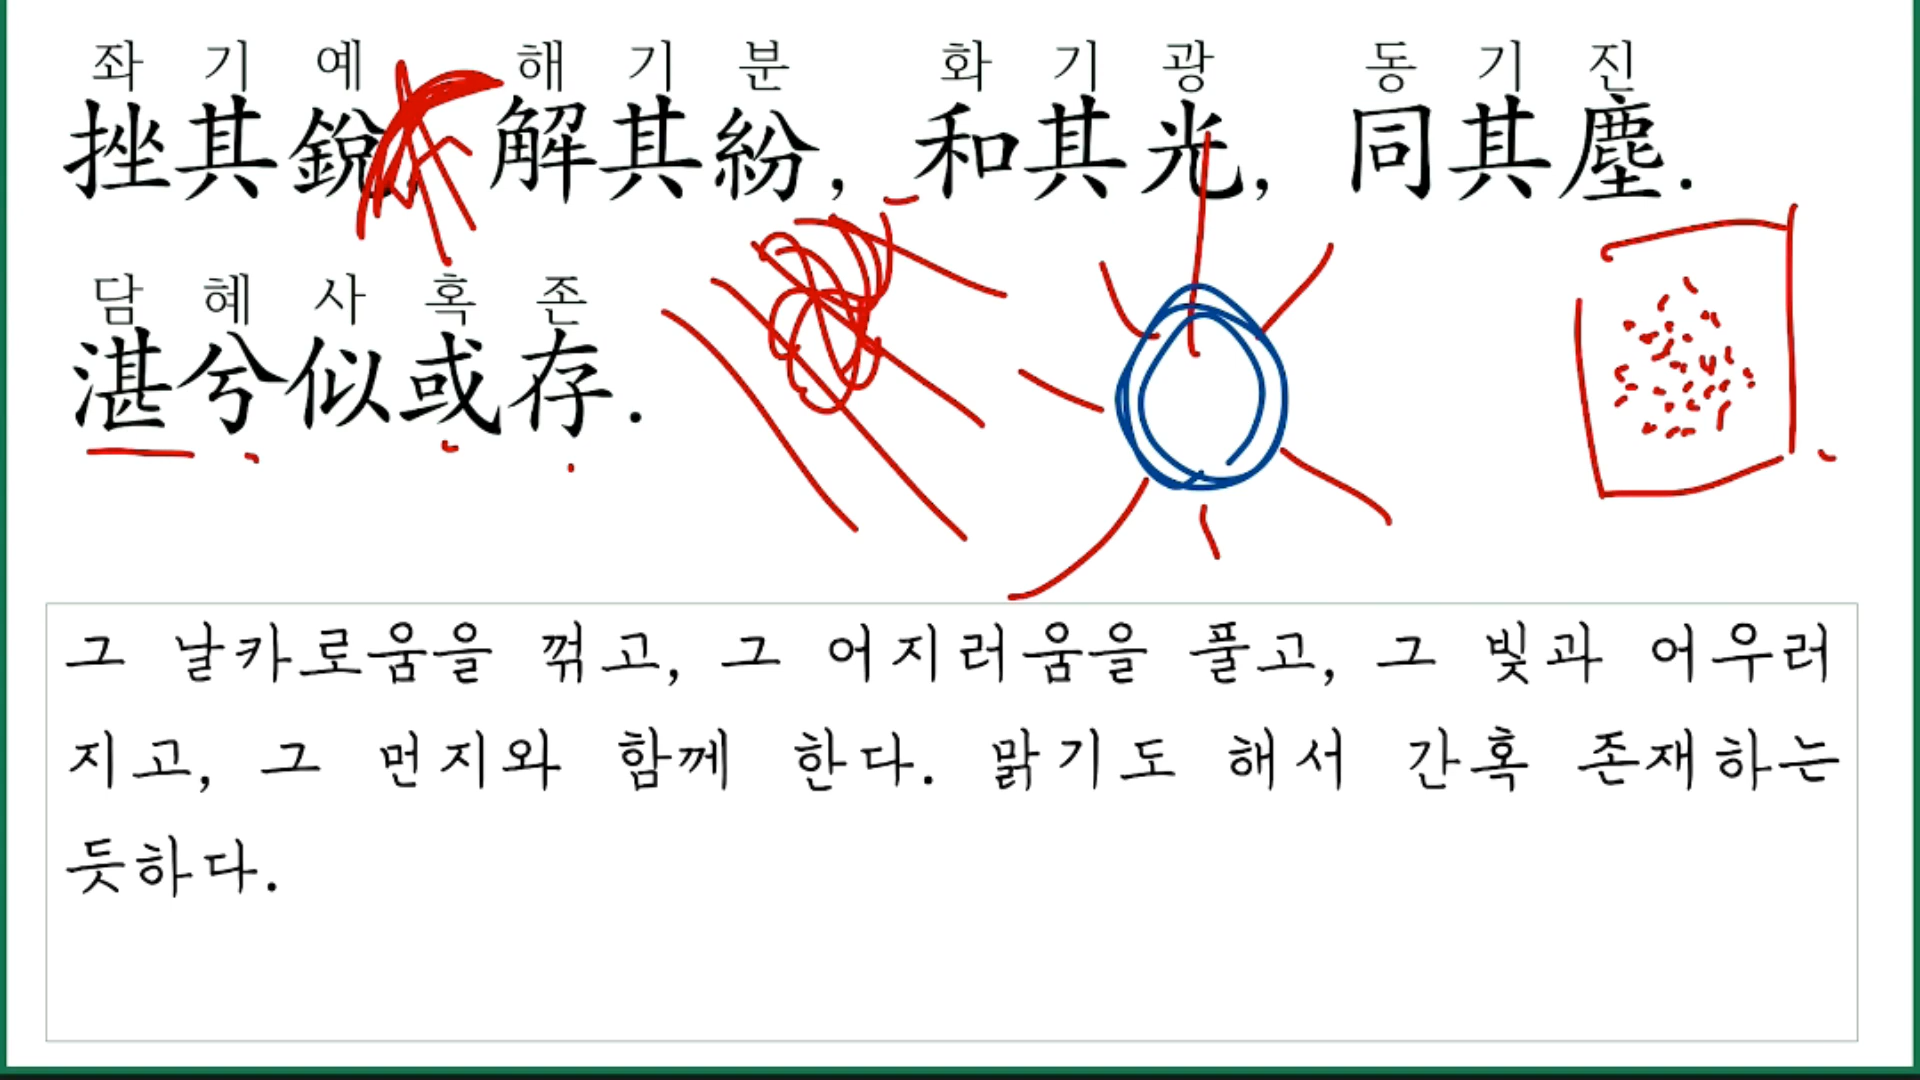 좌 기 예 해 기 분 화 기 광 동 기 진
挫其銳, 解其紛, 和其光, 同其塵.
담 혜 사 혹 존
湛兮似或存.
그 날카로움을 꺾고, 그 어지러움을 풀고, 그 빛과 어우러
지고, 그 먼지와 함께 한다. 맑기도 해서 간혹 존재하는
듯하다.